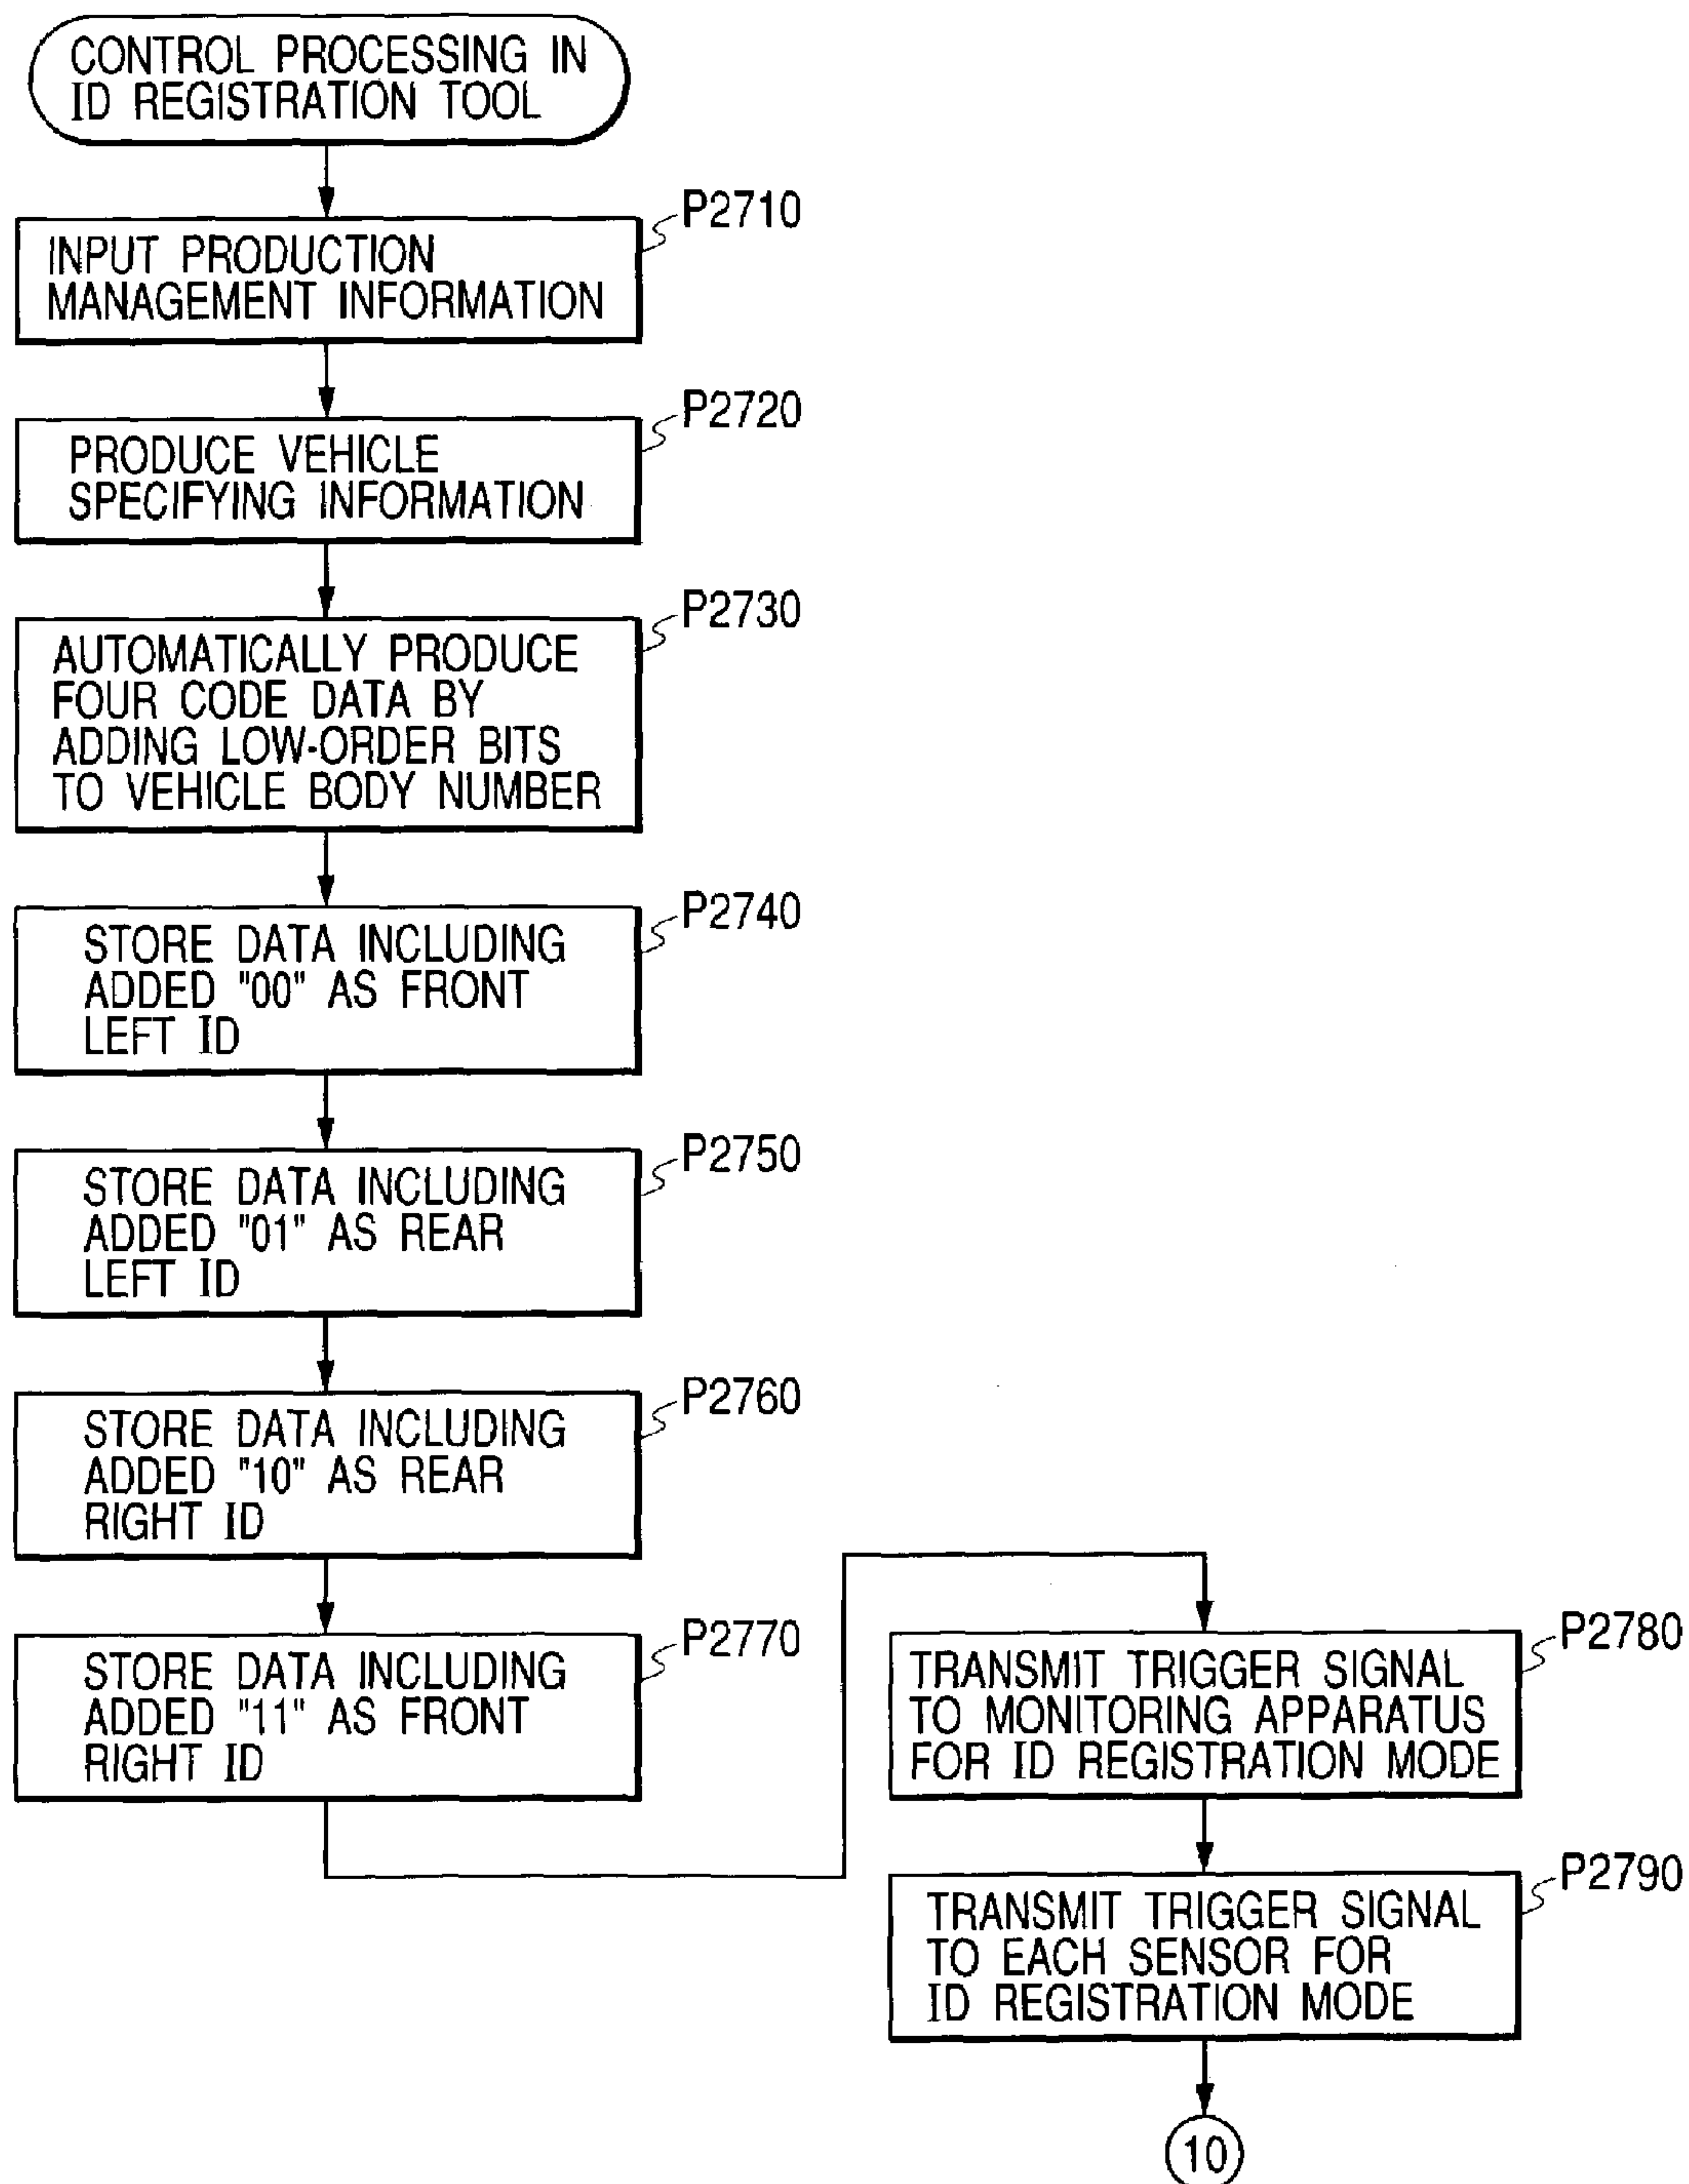 CONTROL PROCESSING IN
ID REGISTRATION TOOL
P2710
INPUT PRODUCTION
MANAGEMENT INFORMATION
P2720
PRODUCE VEHICLE
SPECIFYING INFORMATION
P2730
AUTOMATICALLY PRODUCE
FOUR CODE DATA BY
ADDING LOW-ORDER BITS
TO VEHICLE BODY NUMBER
P2740
STORE DATA INCLUDING
ADDED "00" AS FRONT
LEFT ID
P2750
STORE DATA INCLUDING
ADDED "01" AS REAR
LEFT ID
P2760
STORE DATA INCLUDING
ADDED "10" AS REAR
RIGHT ID
P2770
STORE DATA INCLUDING
ADDED "11" AS FRONT
RIGHT ID
P2780
TRANSMIT TRIGGER SIGNAL
TO MONITORING APPARATUS
FOR ID REGISTRATION MODE
P2790
TRANSMIT TRIGGER SIGNAL
TO EACH SENSOR FOR
ID REGISTRATION MODE
10